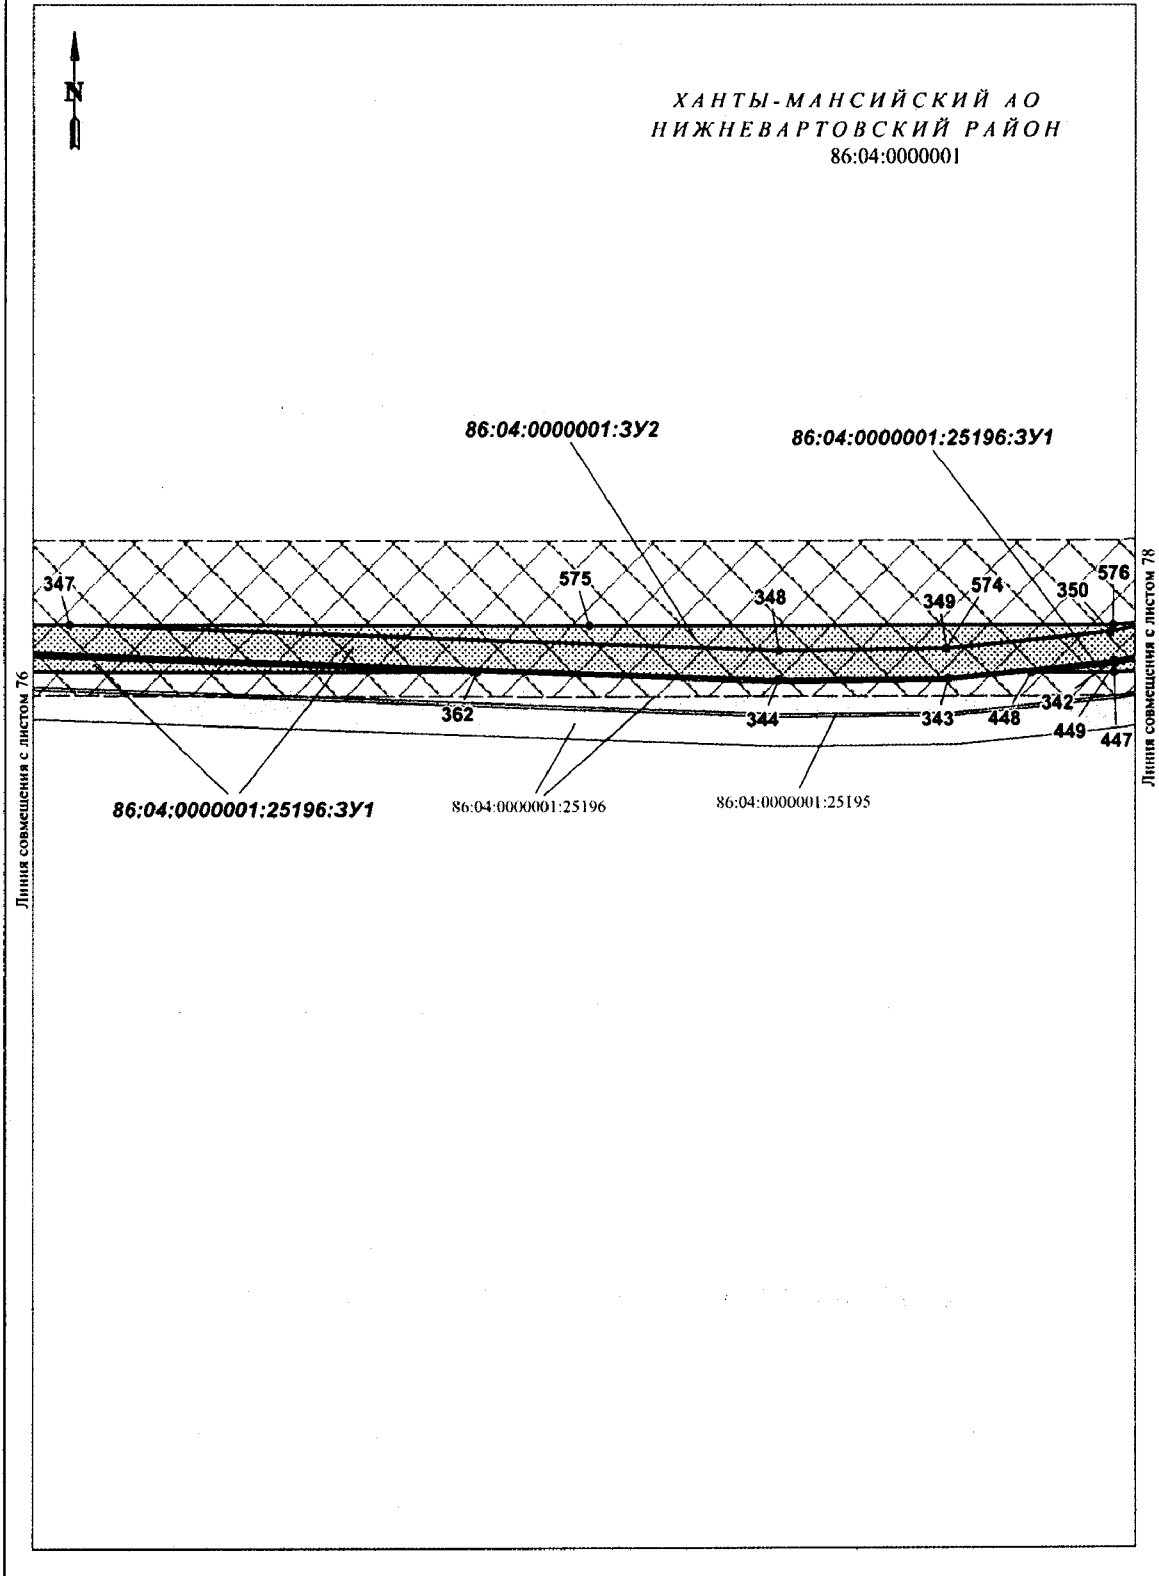 N
ХАНТЫ-МАНСИЙСКИЙ АО
НИЖНЕВАРТОВСКИЙ РАЙОН
86:04:0000001
86:04:0000001:ЗУ2
86:04:0000001:25196:ЗУ1
347
575
348
349
574
350
576
362
344
343
448
342
449
447
86:04:0000001:25196:ЗУ1
86:04:0000001:25196
86:04:0000001:25195
Линия совмещения с листом 76
Линия совмещения с листом 78